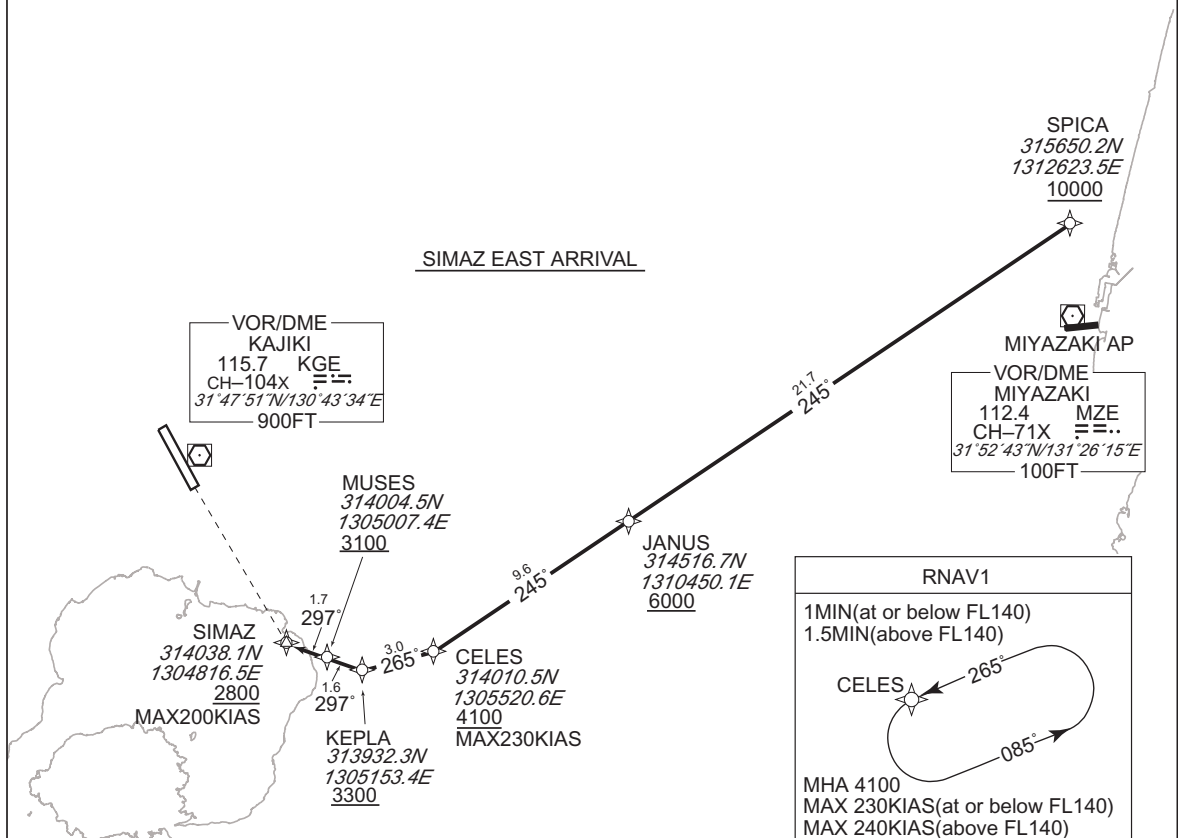 SPICA
315650.2N
1312623.5E
10000
SIMAZ EAST ARRIVAL
VOR/DME
KAJIKI
115.7 KGE
CH–104X
31°47´51˝N/130°43´34˝E
900FT
MIYAZAKI AP
VOR/DME
MIYAZAKI
112.4 MZE
CH–71X
31°52´43˝N/131°26´15˝E
100FT
21.7
245°
MUSES
314004.5N
1305007.4E
3100
JANUS
314516.7N
1310450.1E
6000
9.6
245°
1.7
297°
SIMAZ
314038.1N
1304816.5E
2800
MAX200KIAS
3.0
265°
CELES
314010.5N
1305520.6E
4100
MAX230KIAS
1.6
297°
KEPLA
313932.3N
1305153.4E
3300
RNAV1
1MIN(at or below FL140)
1.5MIN(above FL140)
CELES
265°
085°
MHA 4100
MAX 230KIAS(at or below FL140)
MAX 240KIAS(above FL140)